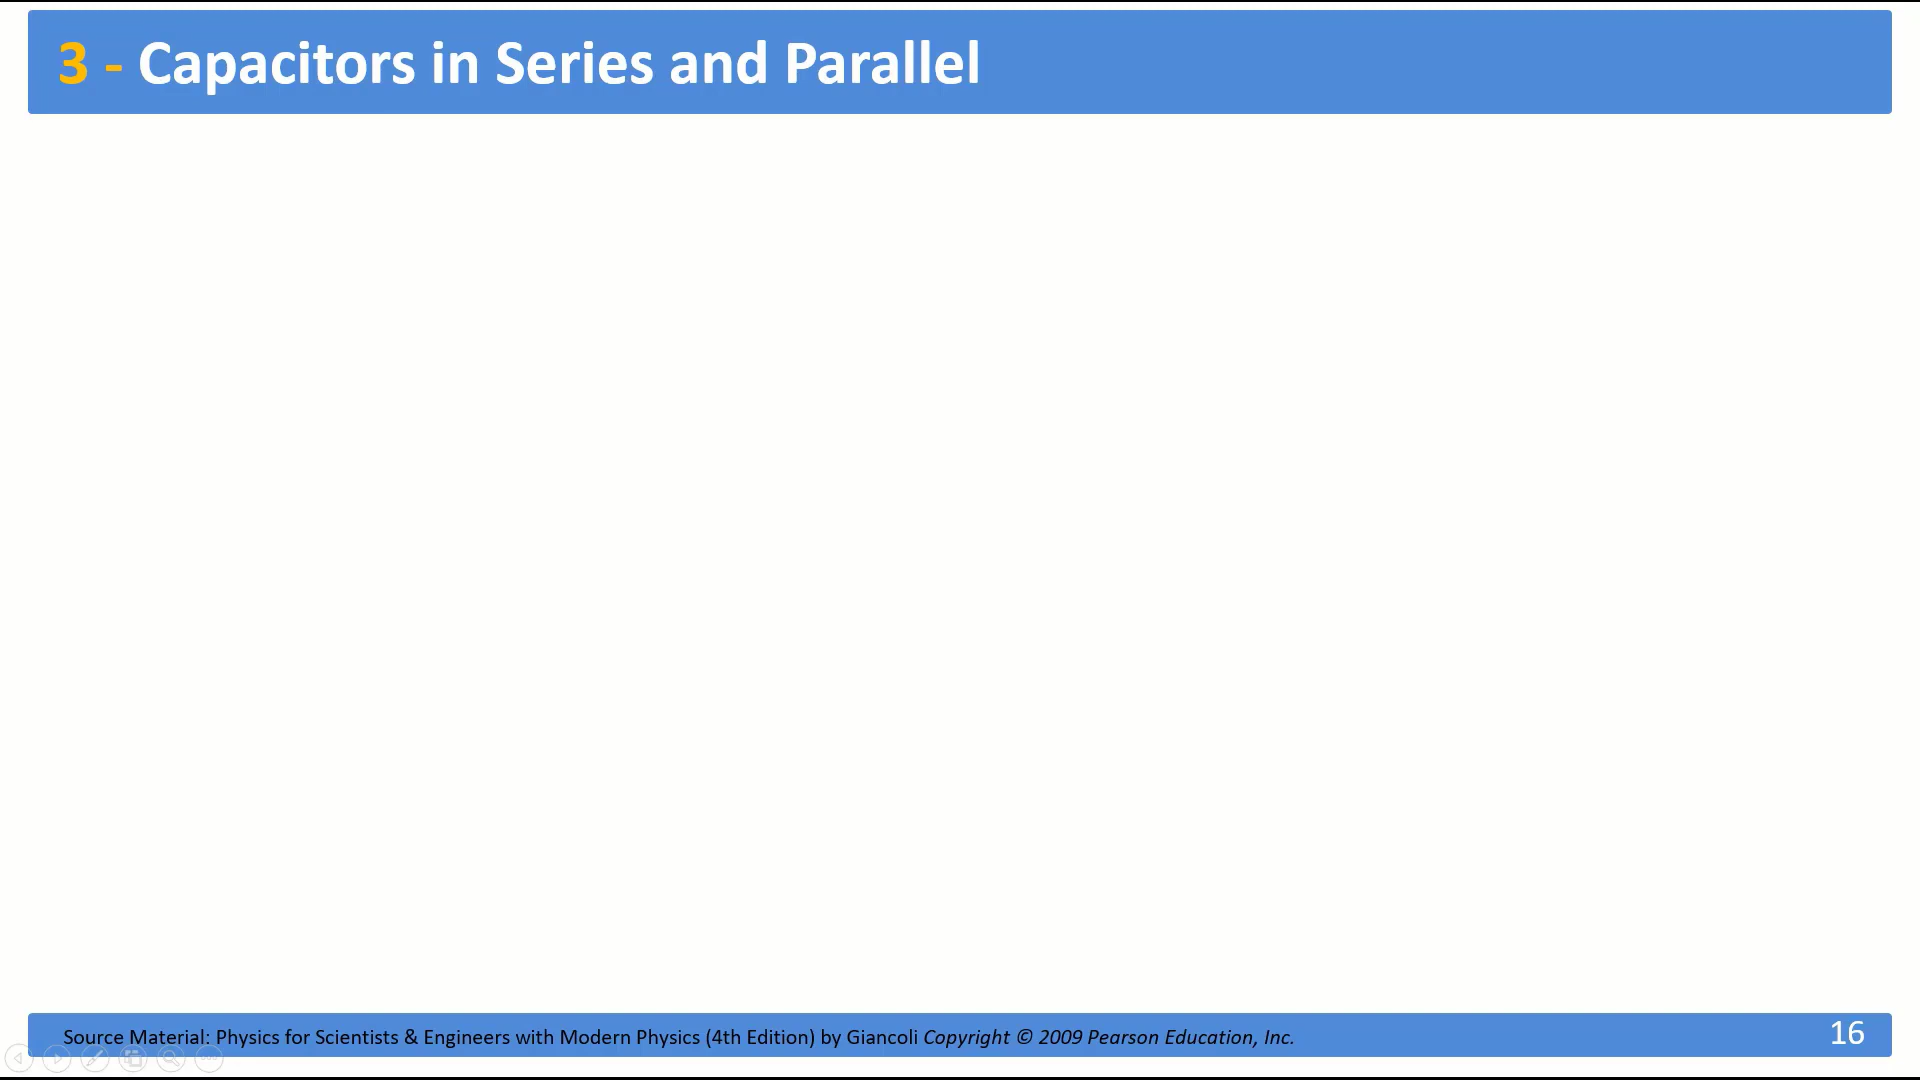 3 - Capacitors in Series and Parallel
Source Material: Physics for Scientists & Engineers with Modern Physics (4th Edition) by Giancoli Copyright © 2009 Pearson Education, Inc.
16